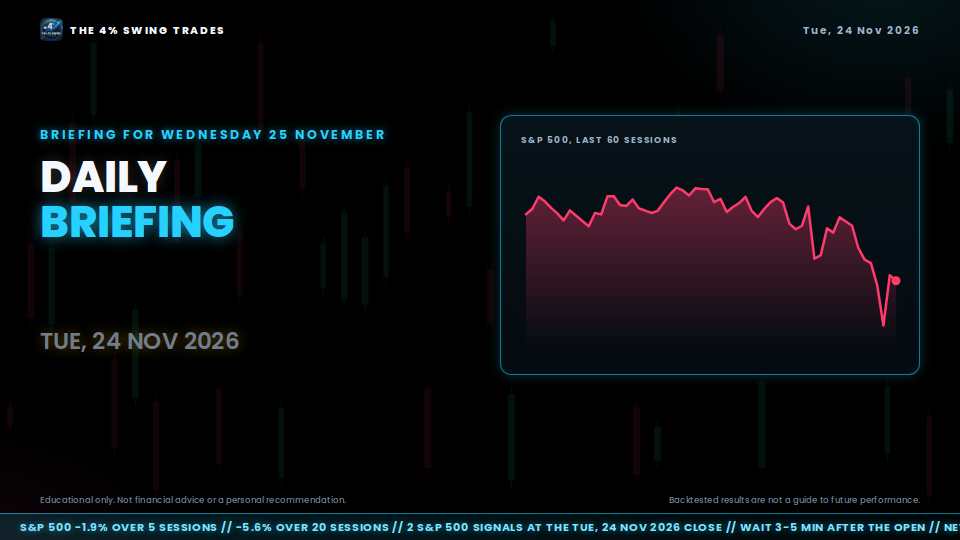 THE 4% SWING TRADES
Tue, 24 Nov 2026
BRIEFING FOR WEDNESDAY 25 NOVEMBER
DAILY
BRIEFING
TUE, 24 NOV 2026
S&P 500, LAST 60 SESSIONS
Educational only. Not financial advice or a personal recommendation.
Backtested results are not a guide to future performance.
S&P 500 -1.9% OVER 5 SESSIONS // -5.6% OVER 20 SESSIONS // 2 S&P 500 SIGNALS AT THE TUE, 24 NOV 2026 CLOSE // WAIT 3-5 MIN AFTER THE OPEN //